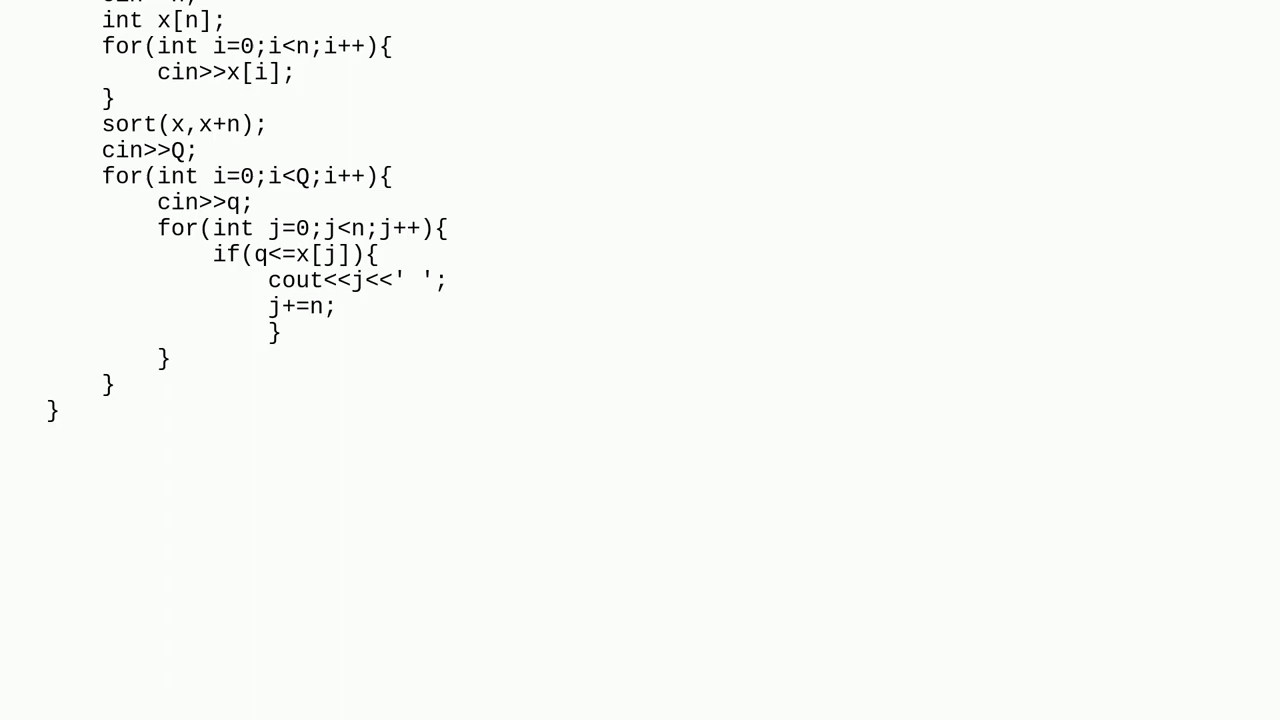 int x[n];
for(int i=0;i<n;i++){
cin>>x[i];
}
sort(x,x+n);
cin>>Q;
for(int i=0;i<Q;i++){
cin>>q;
for(int j=0;j<n;j++){
if(q<=x[j]){
cout<<j<<' ';
j+=n;
}
}
}
}